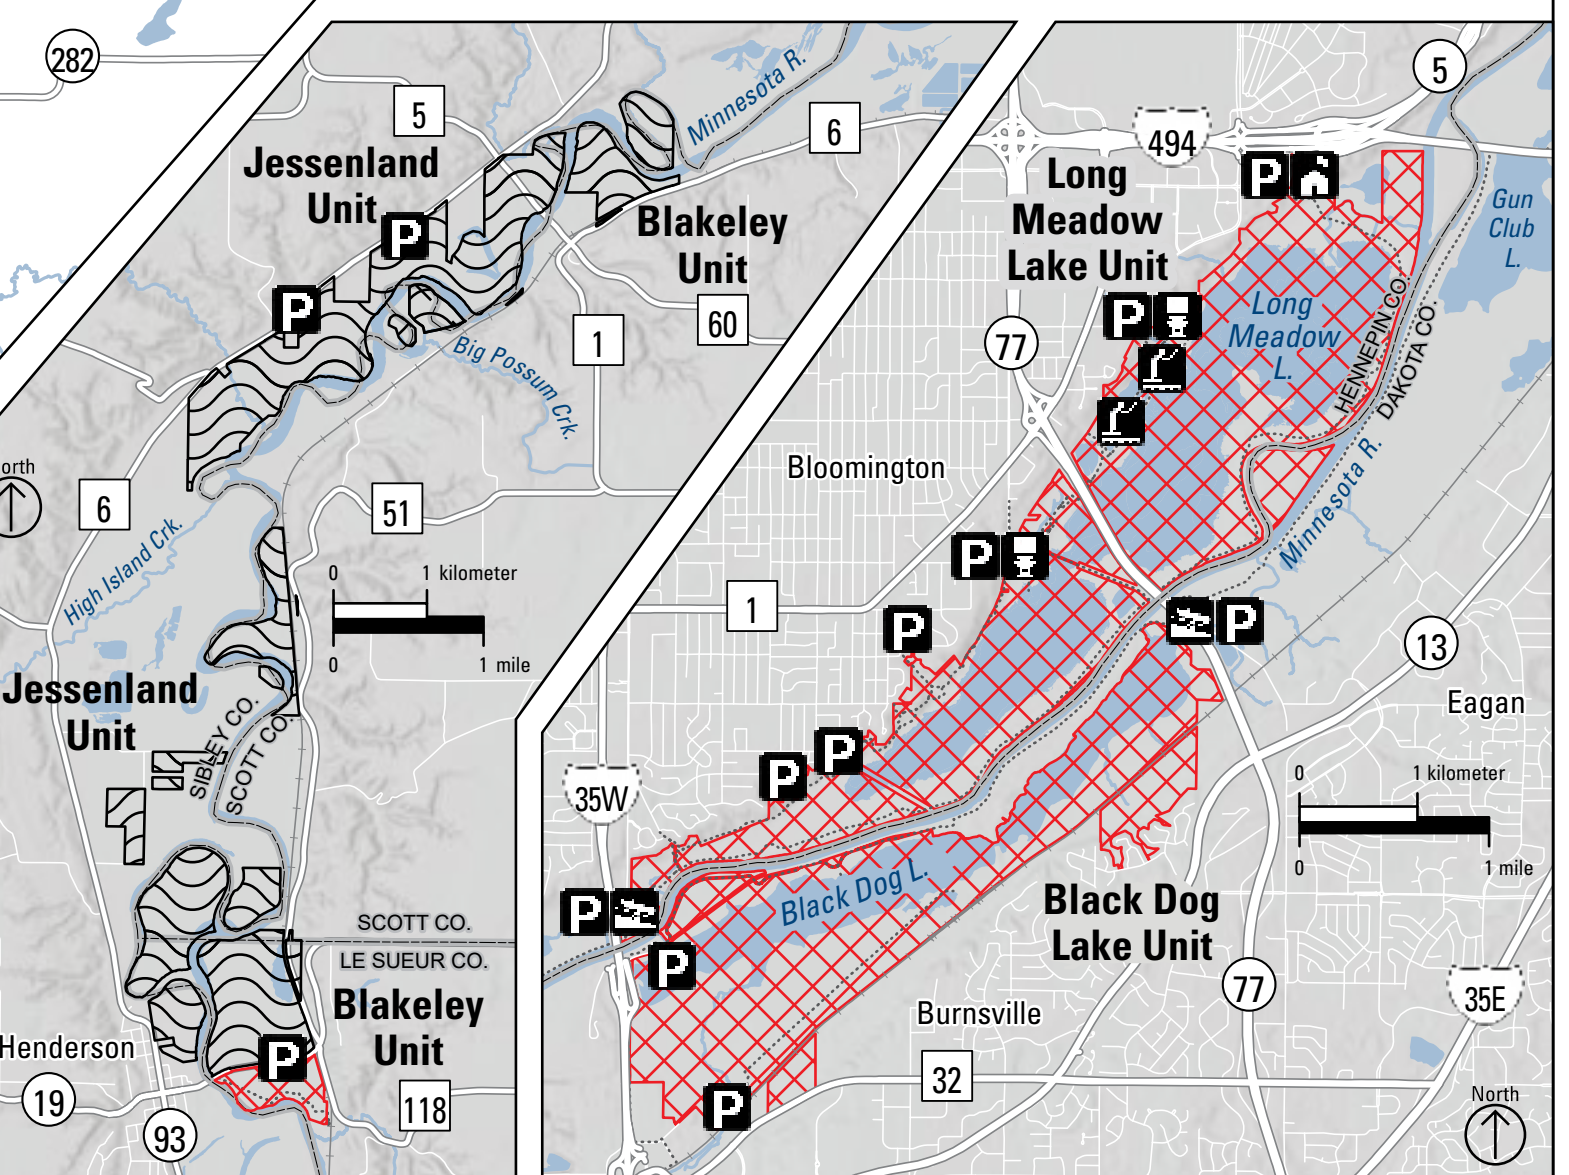 282
5
Minnesota R.
6
Jessenland
Unit
P
Blakeley
Unit
P
60
1
Big Possum Crk.
orth
6
51
High Island Crk.
0 1 kilometer
0 1 mile
Jessenland
Unit
SIBLEY CO.
SCOTT CO.
SCOTT CO.
LE SUEUR CO.
Blakeley
Unit
Henderson
P
19
93
118
5
494
Long
Meadow
Lake Unit
P
Gun
Club
L.
P
77
Long
Meadow
L.
HENNEPIN CO.
DAKOTA CO.
Bloomington
Minnesota R.
P
1
P
P
13
Eagan
P
P
35W
0 1 kilometer
0 1 mile
Black Dog L.
P
P
Black Dog
Lake Unit
77
35E
Burnsville
32
P
North